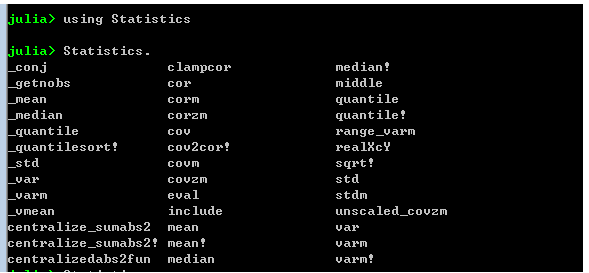 julia> using Statistics
julia> Statistics.
_conj clampcor median!
_getnobs cor middle
_mean corm quantile
_median corzm quantile!
_quantile cov range_varm
_quantilesort! cov2cor! realXcY
_std covm sqrt!
_var covzm std
_varm eval stdm
_vmean include unscaled_covzm
centralize_sumabs2 mean var
centralize_sumabs2! mean! varm
centralizedabs2fun median varm!